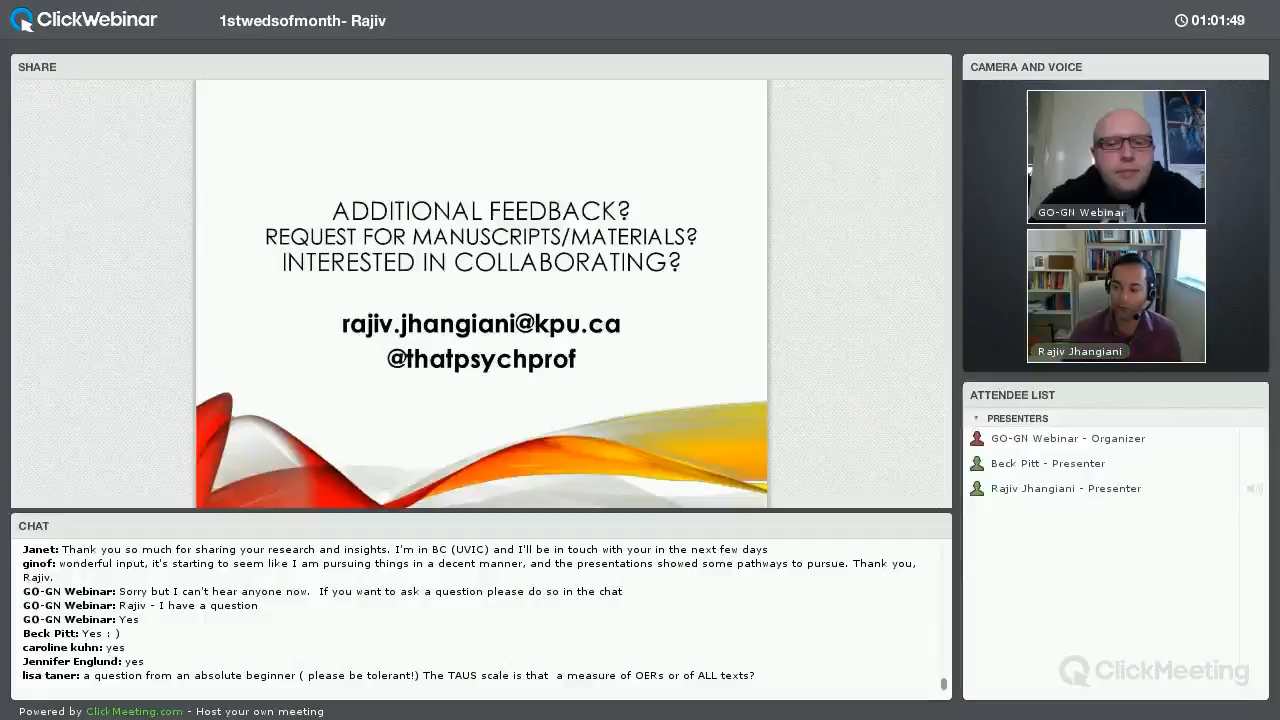 ClickWebinar
1stwedsofmonth- Rajiv
01:01:49
SHARE
ADDITIONAL FEEDBACK?
REQUEST FOR MANUSCRIPTS/MATERIALS?
INTERESTED IN COLLABORATING?
rajiv.jhangiani@kpu.ca
@thatpsychprof
CAMERA AND VOICE
GO-GN Webinar
Rajiv Jhangiani
ATTENDEE LIST
PRESENTERS
GO-GN Webinar - Organizer
Beck Pitt - Presenter
Rajiv Jhangiani - Presenter
CHAT
Janet: Thank you so much for sharing your research and insights. I'm in BC (UVIC) and I'll be in touch with your in the next few days
ginof: wonderful input, it's starting to seem like I am pursuing things in a decent manner, and the presentations showed some pathways to pursue. Thank you,
Rajiv.
GO-GN Webinar: Sorry but I can't hear anyone now.  If you want to ask a question please do so in the chat
GO-GN Webinar: Rajiv - I have a question
GO-GN Webinar: Yes
Beck Pitt: Yes : )
caroline kuhn: yes
Jennifer Englund: yes
lisa taner: a question from an absolute beginner ( please be tolerant!) The TAUS scale is that  a measure of OERs or of ALL texts?
ClickMeeting
Powered by ClickMeeting.com - Host your own meeting